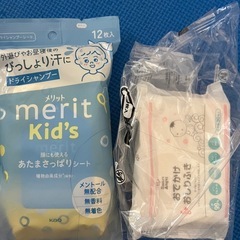 12枚入
外遊びやお昼寝後の
びっしょり汗に
ドライシャンプー
メリット
merit
Kid's
頭にも使える
あたまさっぱりシート
メントール
無配合
無香料
無着色
Kao
おでかけ
おしりふき